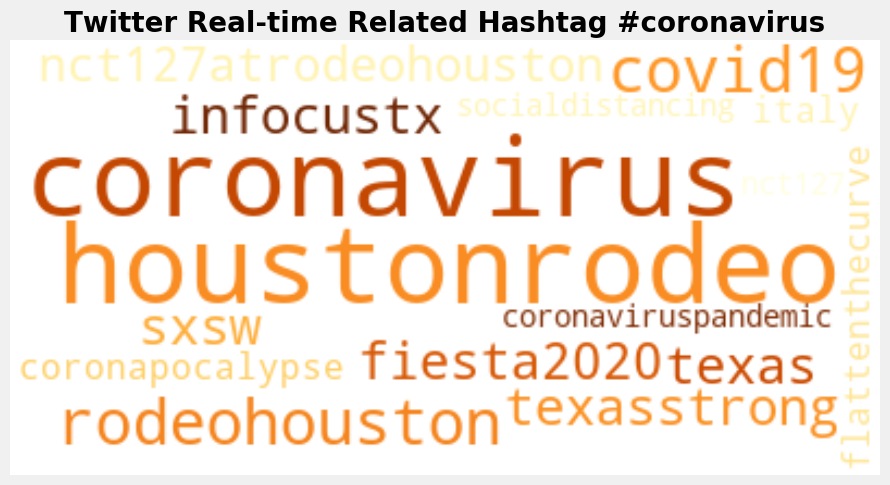 Twitter Real-time Related Hashtag #coronavirus
nct127atrodeohouston
covid19
infocustx
socialdistancing
italy
coronavirus
nct127
houstonrodeo
flattenthecurve
sxsw
coronaviruspandemic
coronapocalypse
fiesta2020
texas
rodeohouston
texasstrong